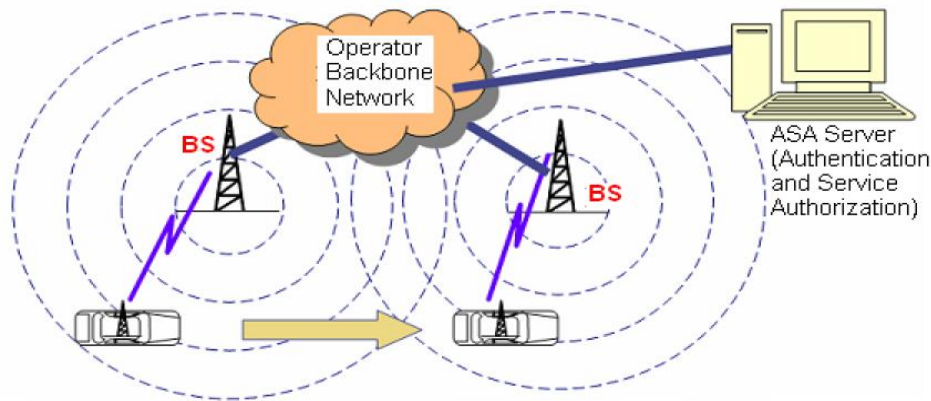 Operator
Backbone
Network
BS
BS
ASA Server
(Authentication
and Service
Authorization)